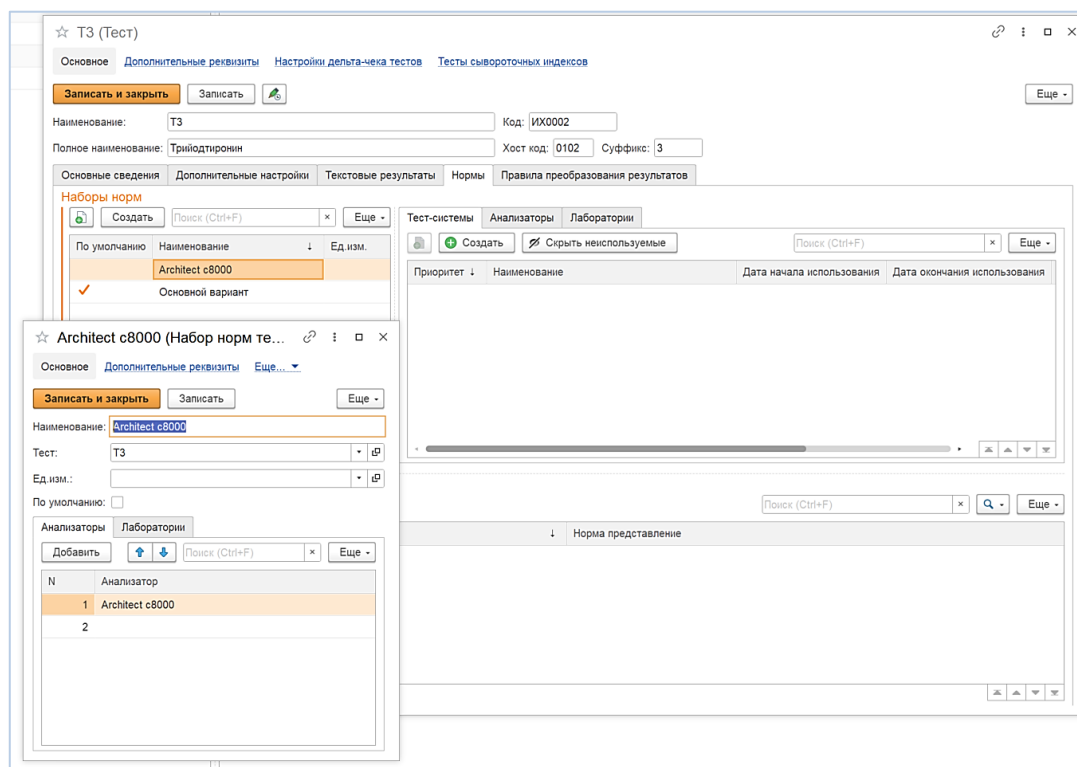 Т3 (Тест)
Основное Дополнительные реквизиты Настройки дельта-чека тестов Тесты сывороточных индексов
Записать и закрыть Записать Еще
Наименование: Т3 Код: ИХ0002
Полное наименование: Трийодтиронин Хост код: 0102 Суффикс: 3
Основные сведения Дополнительные настройки Текстовые результаты Нормы Правила преобразования результатов
Наборы норм
Создать Поиск (Ctrl+F) × Еще
По умолчанию Наименование ↓ Ед.изм.
Architect c8000
Основной вариант
Тест-системы Анализаторы Лаборатории
Создать Скрыть неиспользуемые Поиск (Ctrl+F) × Еще
Приоритет ↓ Наименование Дата начала использования Дата окончания использования
Поиск (Ctrl+F) × Еще
↓ Норма представление
Architect c8000 (Набор норм те...
Основное Дополнительные реквизиты Еще...
Записать и закрыть Записать Еще
Наименование: Architect c8000
Тест: Т3
Ед.изм.:
По умолчанию:
Анализаторы Лаборатории
Добавить Поиск (Ctrl+F) × Еще
N Анализатор
1 Architect c8000
2